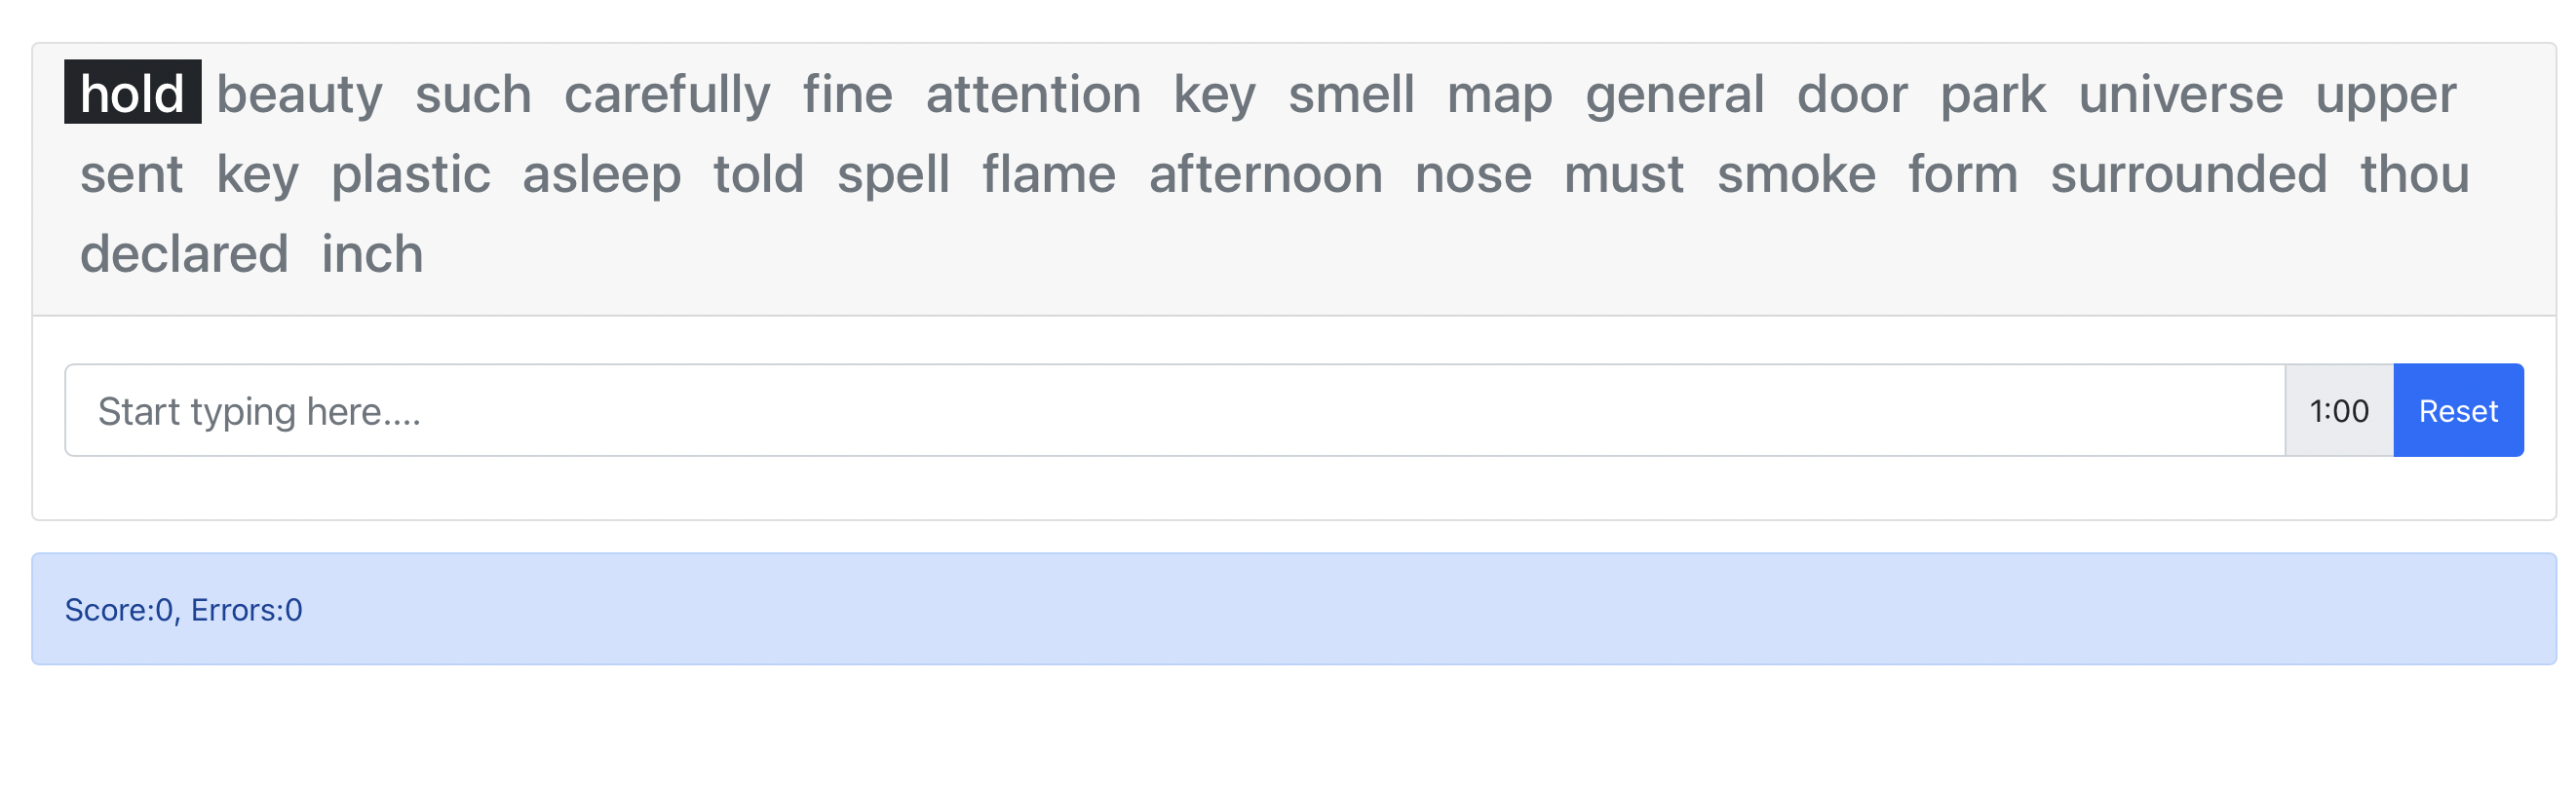 hold beauty such carefully fine attention key smell map general door park universe upper
sent key plastic asleep told spell flame afternoon nose must smoke form surrounded thou
declared inch
Start typing here.... 1:00 Reset
Score:0, Errors:0